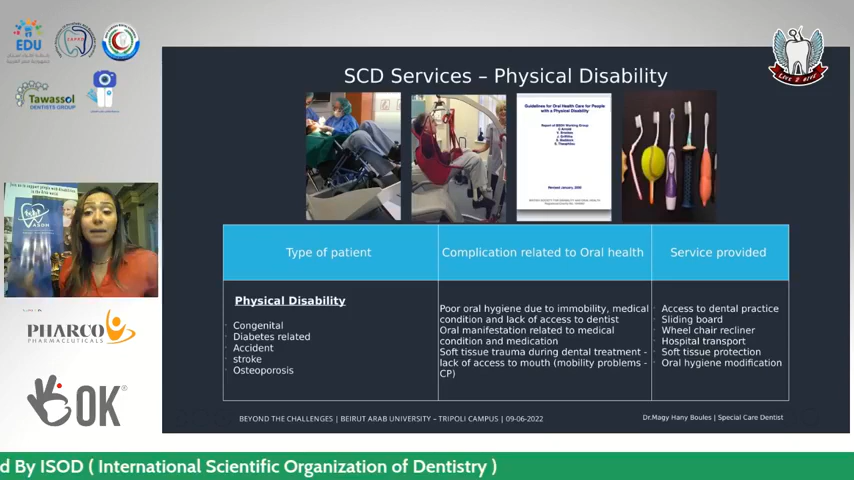 EDU
Tawassol
DENTISTS GROUP
SCD Services – Physical Disability
Guidelines for Oral Health Care for People
with a Physical Disability
Revised January, 2000
Type of patient
Complication related to Oral health
Service provided
Physical Disability
Congenital
Diabetes related
Accident
stroke
Osteoporosis
Poor oral hygiene due to immobility, medical
condition and lack of access to dentist
Oral manifestation related to medical
condition and medication
Soft tissue trauma during dental treatment -
lack of access to mouth (mobility problems -
CP)
Access to dental practice
Sliding board
Wheel chair recliner
Hospital transport
Soft tissue protection
Oral hygiene modification
BEYOND THE CHALLENGES | BEIRUT ARAB UNIVERSITY – TRIPOLI CAMPUS | 09-06-2022
Dr.Magy Hany Boules | Special Care Dentist
PHARCO
PHARMACEUTICALS
OK
d By ISOD ( International Scientific Organization of Dentistry )